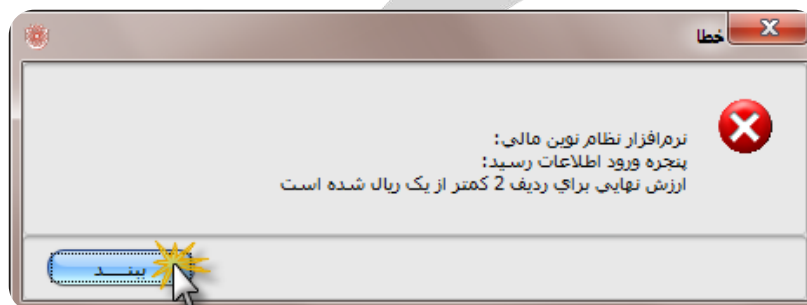 خطا
نرم‌افزار نظام نوین مالی:
پنجره ورود اطلاعات رسید:
ارزش نهایی برای ردیف 2 کمتر از یک ریال شده است
ببنـــد